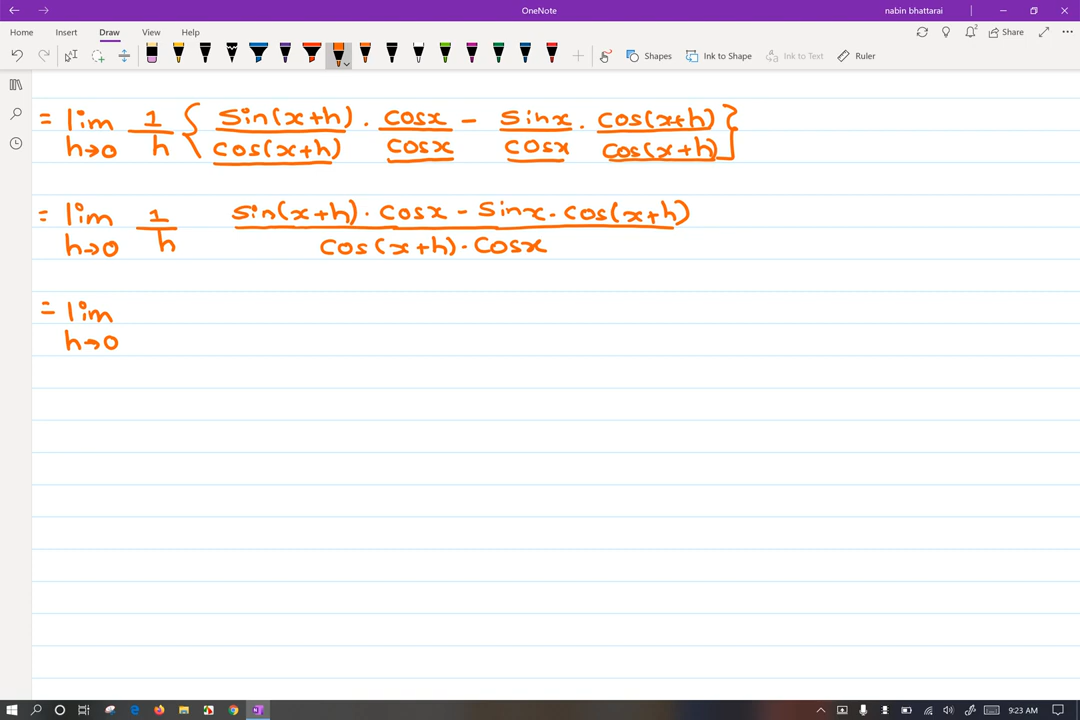 OneNote
nabin bhattarai
Home Insert Draw View Help
Share
Shapes Ink to Shape Ink to Text Ruler
= lim 1 { sin(x+h) . cosx - sinx . cos(x+h) }
h→0 h cos(x+h) cosx cosx cos(x+h)
= lim 1 sin(x+h) . cosx - sinx . cos(x+h)
h→0 h cos(x+h) . cosx
= lim
h→0
9:23 AM